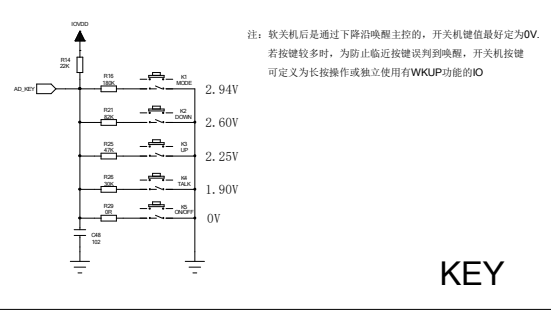 IOVDD
注：软关机后是通过下降沿唤醒主控的，开关机键值最好定为0V.
若按键较多时，为防止临近按键误判到唤醒，开关机按键
可定义为长按操作或独立使用有WKUP功能的IO
R14
22K
AD_KEY
R16
180K
K1
MODE
2.94V
R21
82K
K2
DOWN
2.60V
R25
47K
K3
UP
2.25V
R26
30K
K4
TALK
1.90V
R29
0R
K5
ON/OFF
0V
C48
102
KEY